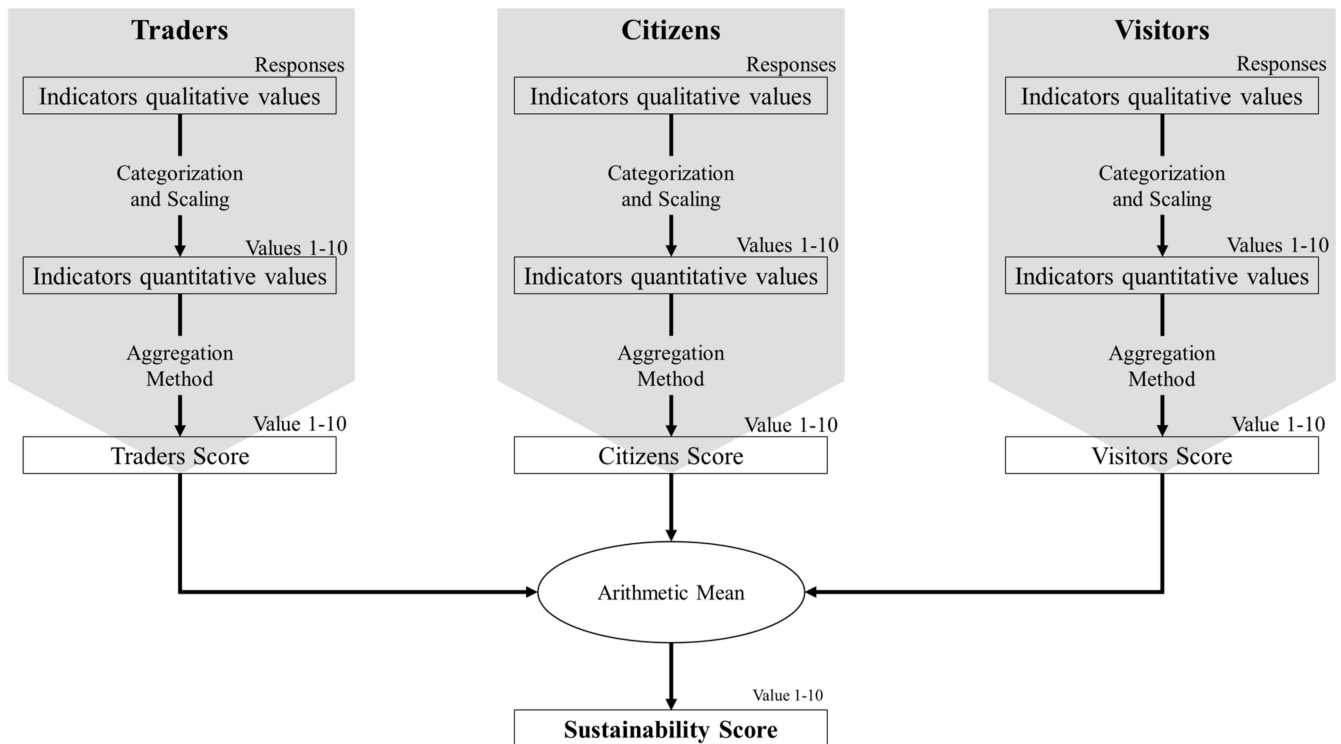 Traders
Responses
Indicators qualitative values
Categorization
and Scaling
Values 1-10
Indicators quantitative values
Aggregation
Method
Value 1-10
Traders Score
Citizens
Responses
Indicators qualitative values
Categorization
and Scaling
Values 1-10
Indicators quantitative values
Aggregation
Method
Value 1-10
Citizens Score
Visitors
Responses
Indicators qualitative values
Categorization
and Scaling
Values 1-10
Indicators quantitative values
Aggregation
Method
Value 1-10
Visitors Score
Arithmetic Mean
Value 1-10
Sustainability Score